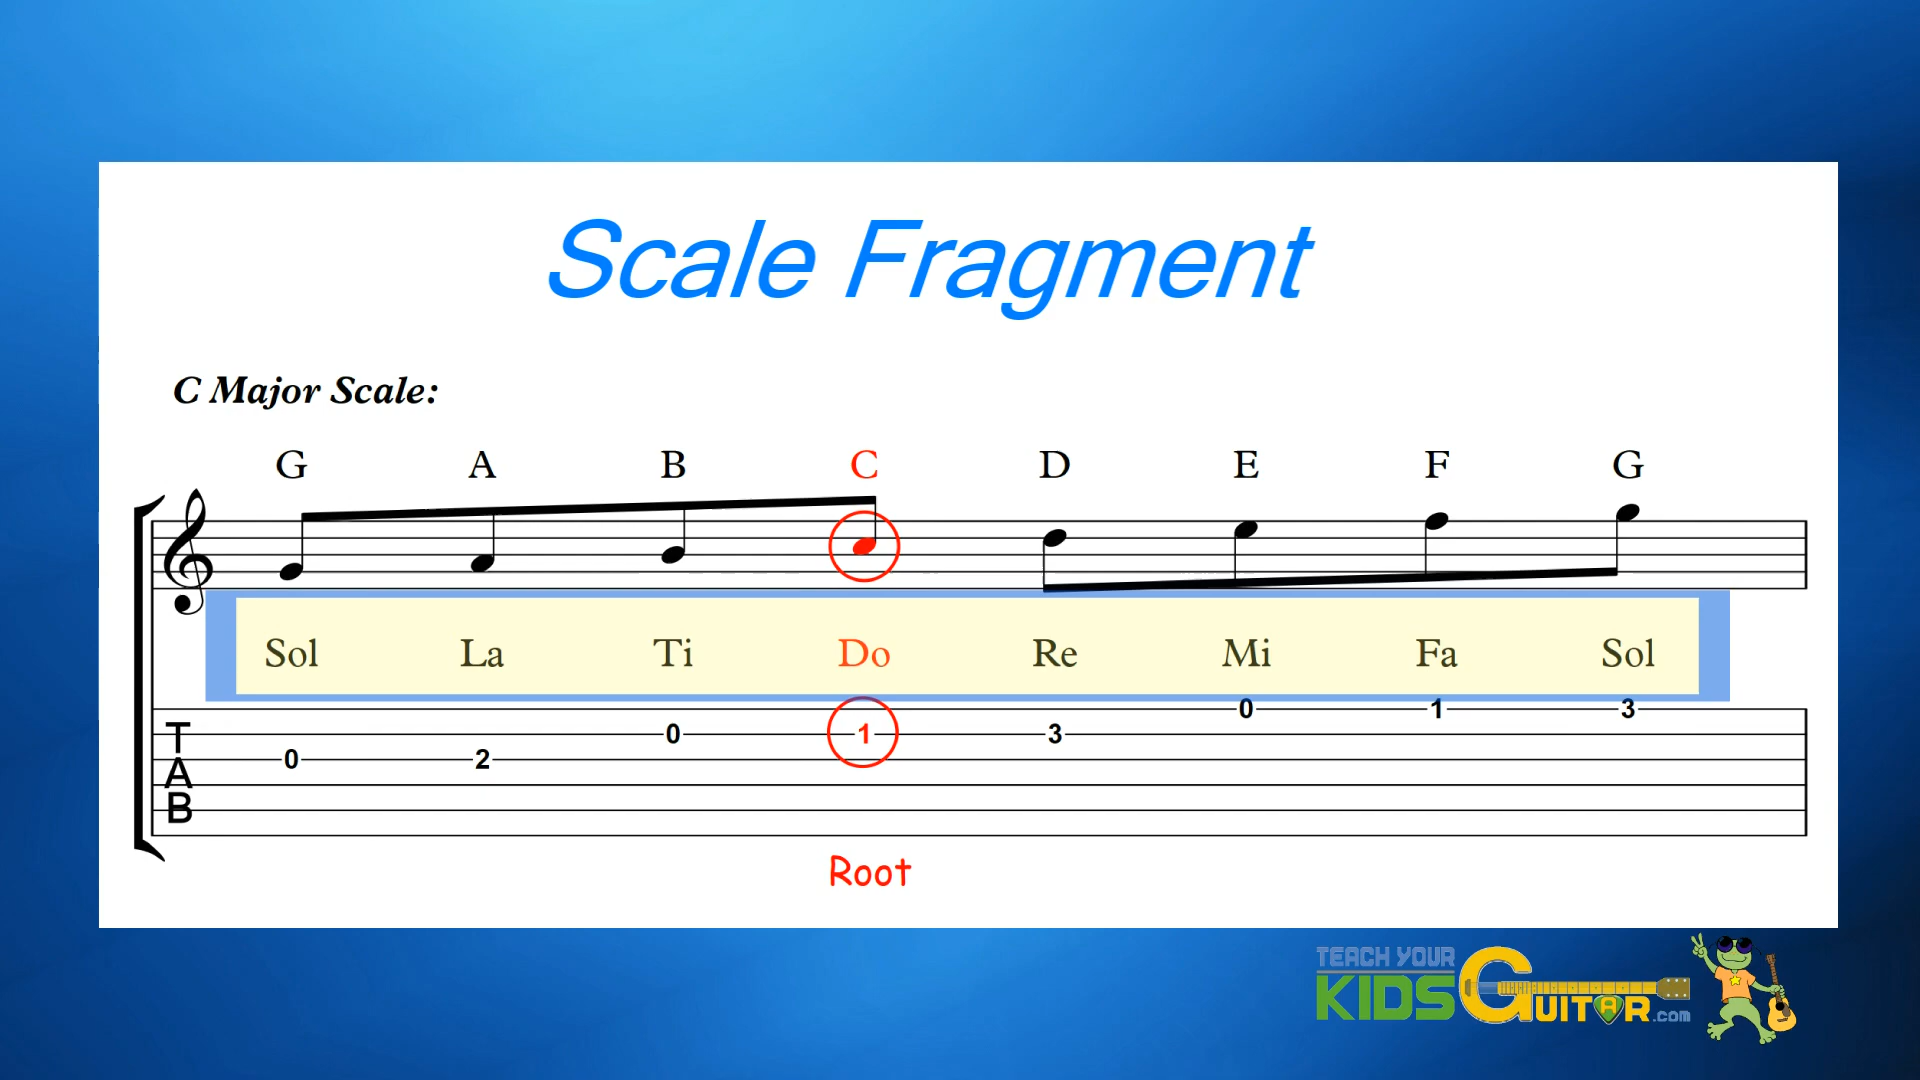 Scale Fragment
C Major Scale:
G A B C D E F G
Sol La Ti Do Re Mi Fa Sol
0 1 3
T 0 1 3
A 0 2
B
Root
TEACH YOUR
KIDS GUITAR.com